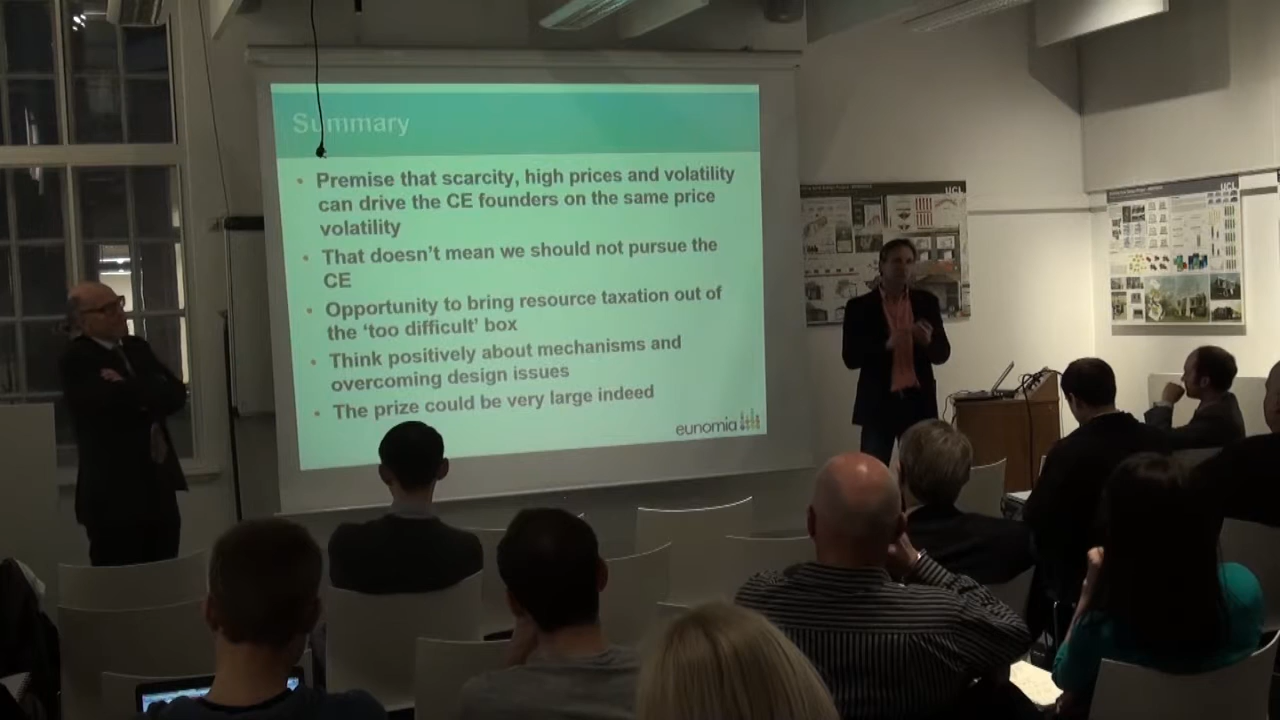 Summary
• Premise that scarcity, high prices and volatility
can drive the CE founders on the same price
volatility
• That doesn't mean we should not pursue the
CE
• Opportunity to bring resource taxation out of
the 'too difficult' box
• Think positively about mechanisms and
overcoming design issues
• The prize could be very large indeed
eunomia
UCL
UCL